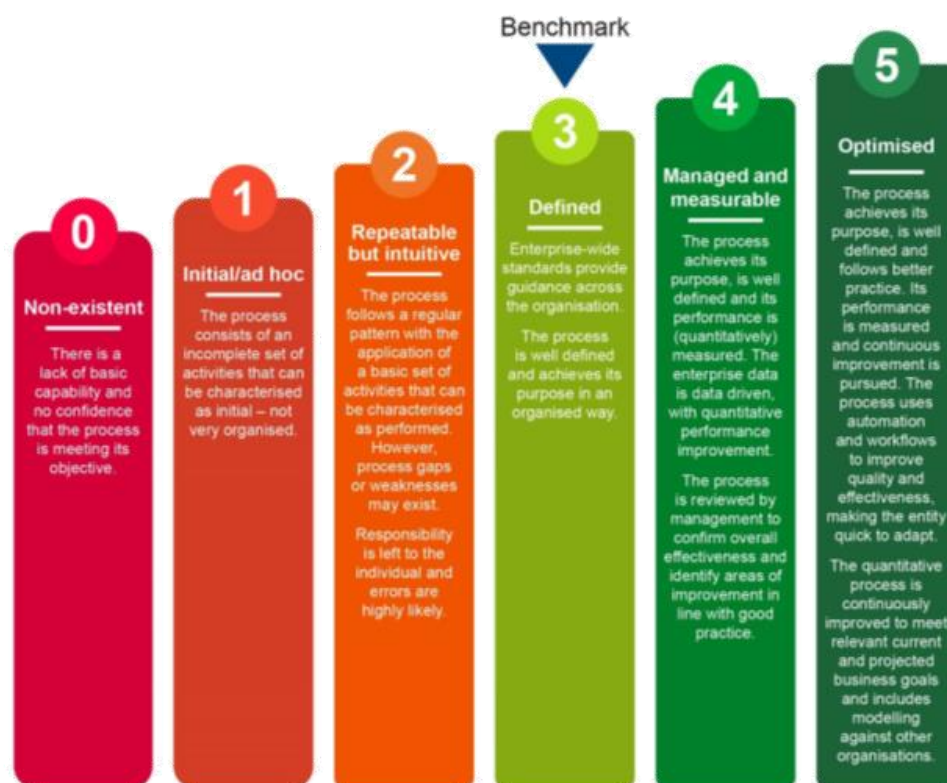 Benchmark
0
Non-existent
There is a
lack of basic
capability and
no confidence
that the process
is meeting its
objective.
1
Initial/ad hoc
The process
consists of an
incomplete set of
activities that can
be characterised
as initial – not
very organised.
2
Repeatable
but intuitive
The process
follows a regular
pattern with the
application of
a basic set of
activities that can
be characterised
as performed.
However,
process gaps
or weaknesses
may exist.
Responsibility
is left to the
individual and
errors are
highly likely.
3
Defined
Enterprise-wide
standards provide
guidance across
the organisation.
The process
is well defined
and achieves its
purpose in an
organised way.
4
Managed and
measurable
The process
achieves its
purpose, is well
defined and its
performance is
(quantitatively)
measured. The
enterprise data
is data driven,
with quantitative
performance
improvement.
The process
is reviewed by
management to
confirm overall
effectiveness and
identify areas of
improvement in
line with good
practice.
5
Optimised
The process
achieves its
purpose, is well
defined and
follows better
practice. Its
performance
is measured
and continuous
improvement is
pursued. The
process uses
automation
and workflows
to improve
quality and
effectiveness,
making the entity
quick to adapt.
The quantitative
process is
continuously
improved to meet
relevant current
and projected
business goals
and includes
modelling
against other
organisations.